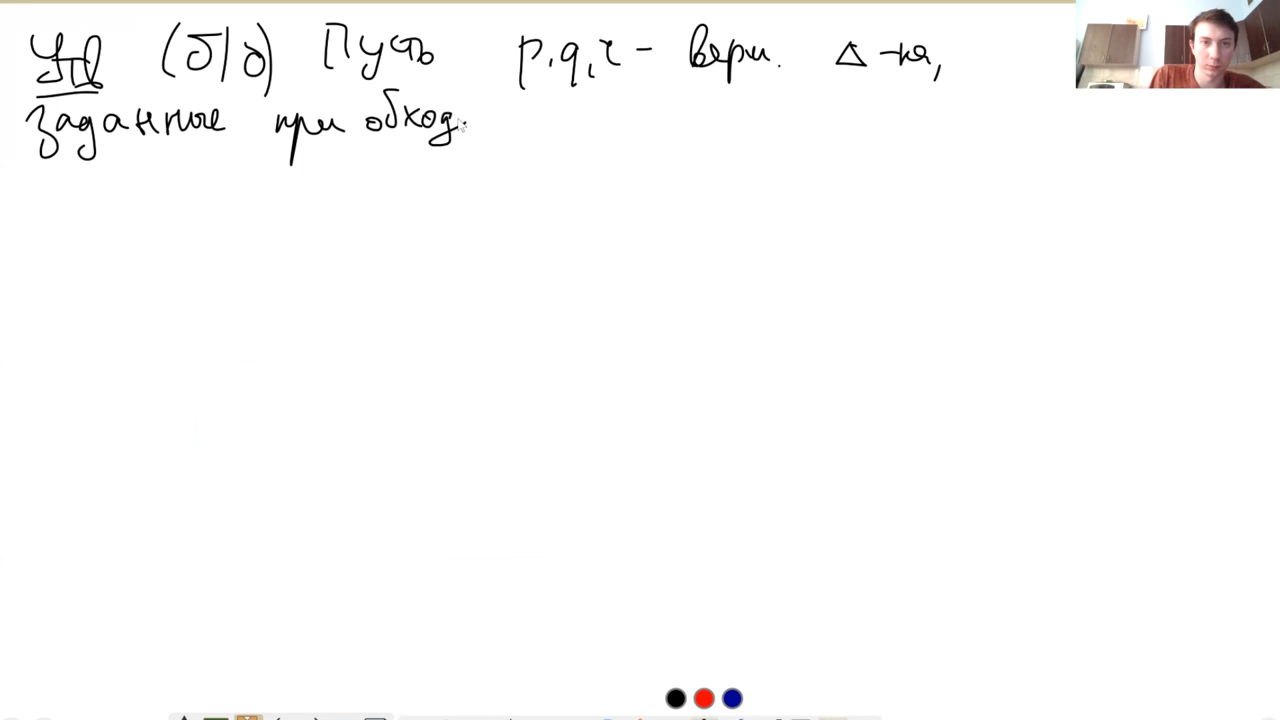 Утв (б/д) Пусть p, q, r - верш. Δ-ка,
заданные при обход